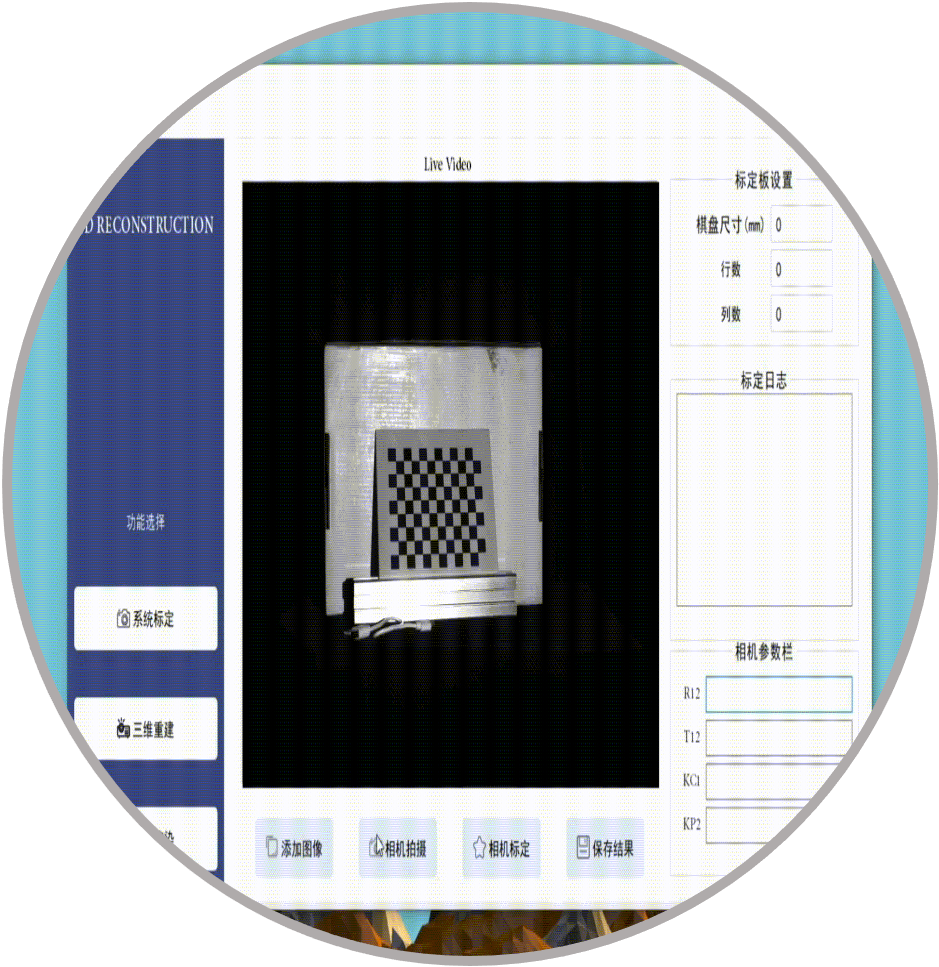 Live Video
D RECONSTRUCTION
功能选择
系统标定
三维重建
染
标定板设置
棋盘尺寸(mm) 0
行数 0
列数 0
标定日志
相机参数栏
R12
T12
KC1
KP2
添加图像
相机拍摄
相机标定
保存结果